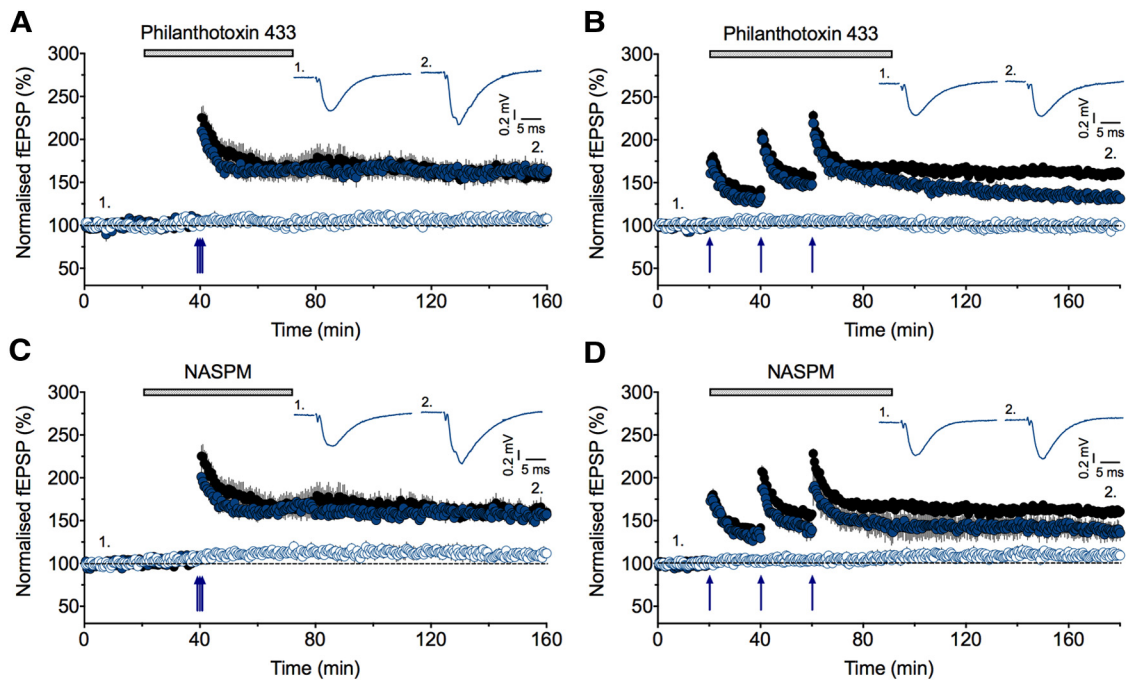 A
Philanthotoxin 433
300
250
200
150
100
50
Normalised fEPSP (%)
1.
1.
2.
0.2 mV
5 ms
2.
0
40
80
120
160
Time (min)
B
Philanthotoxin 433
300
250
200
150
100
50
Normalised fEPSP (%)
1.
1.
2.
0.2 mV
5 ms
2.
0
40
80
120
160
Time (min)
C
NASPM
300
250
200
150
100
50
Normalised fEPSP (%)
1.
1.
2.
0.2 mV
5 ms
2.
0
40
80
120
160
Time (min)
D
NASPM
300
250
200
150
100
50
Normalised fEPSP (%)
1.
1.
2.
0.2 mV
5 ms
2.
0
40
80
120
160
Time (min)